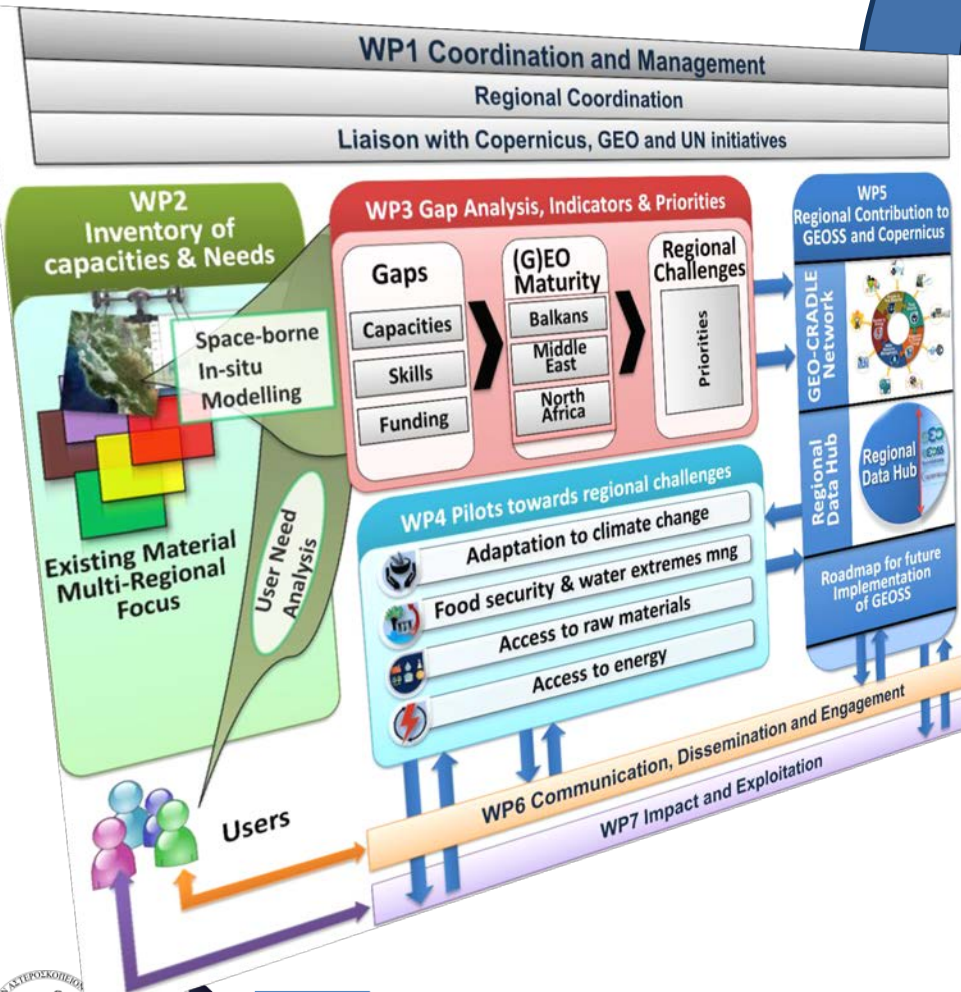 WP1 Coordination and Management
Regional Coordination
Liaison with Copernicus, GEO and UN initiatives
WP2
Inventory of
capacities & Needs
Space-borne
In-situ
Modelling
Existing Material
Multi-Regional
Focus
User Need
Analysis
Users
WP3 Gap Analysis, Indicators & Priorities
Gaps
Capacities
Skills
Funding
(G)EO
Maturity
Balkans
Middle
East
North
Africa
Regional
Challenges
Priorities
WP4 Pilots towards regional challenges
Adaptation to climate change
Food security & water extremes mng
Access to raw materials
Access to energy
WP5
Regional Contribution to
GEOSS and Copernicus
GEO-CRADLE
Network
Regional
Data Hub
Regional
Data Hub
Roadmap for future
Implementation
of GEOSS
WP6 Communication, Dissemination and Engagement
WP7 Impact and Exploitation